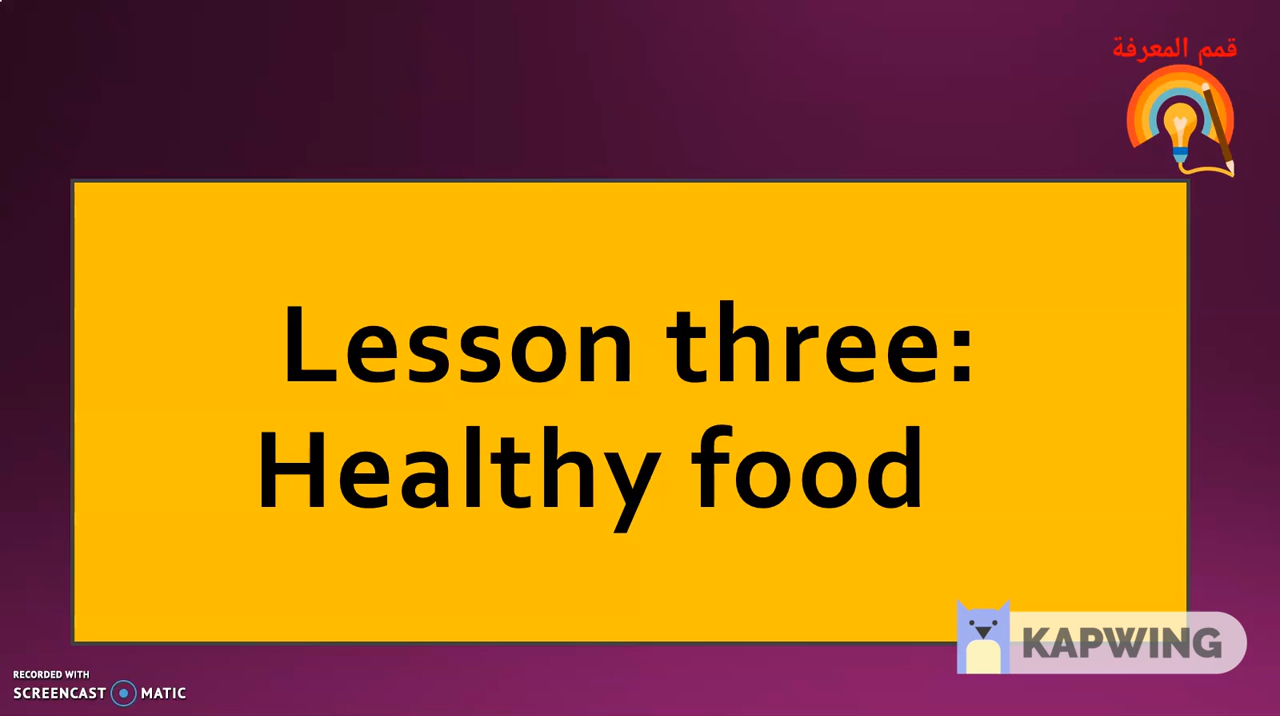 قمم المعرفة
Lesson three:
Healthy food
KAPWING
RECORDED WITH
SCREENCAST MATIC